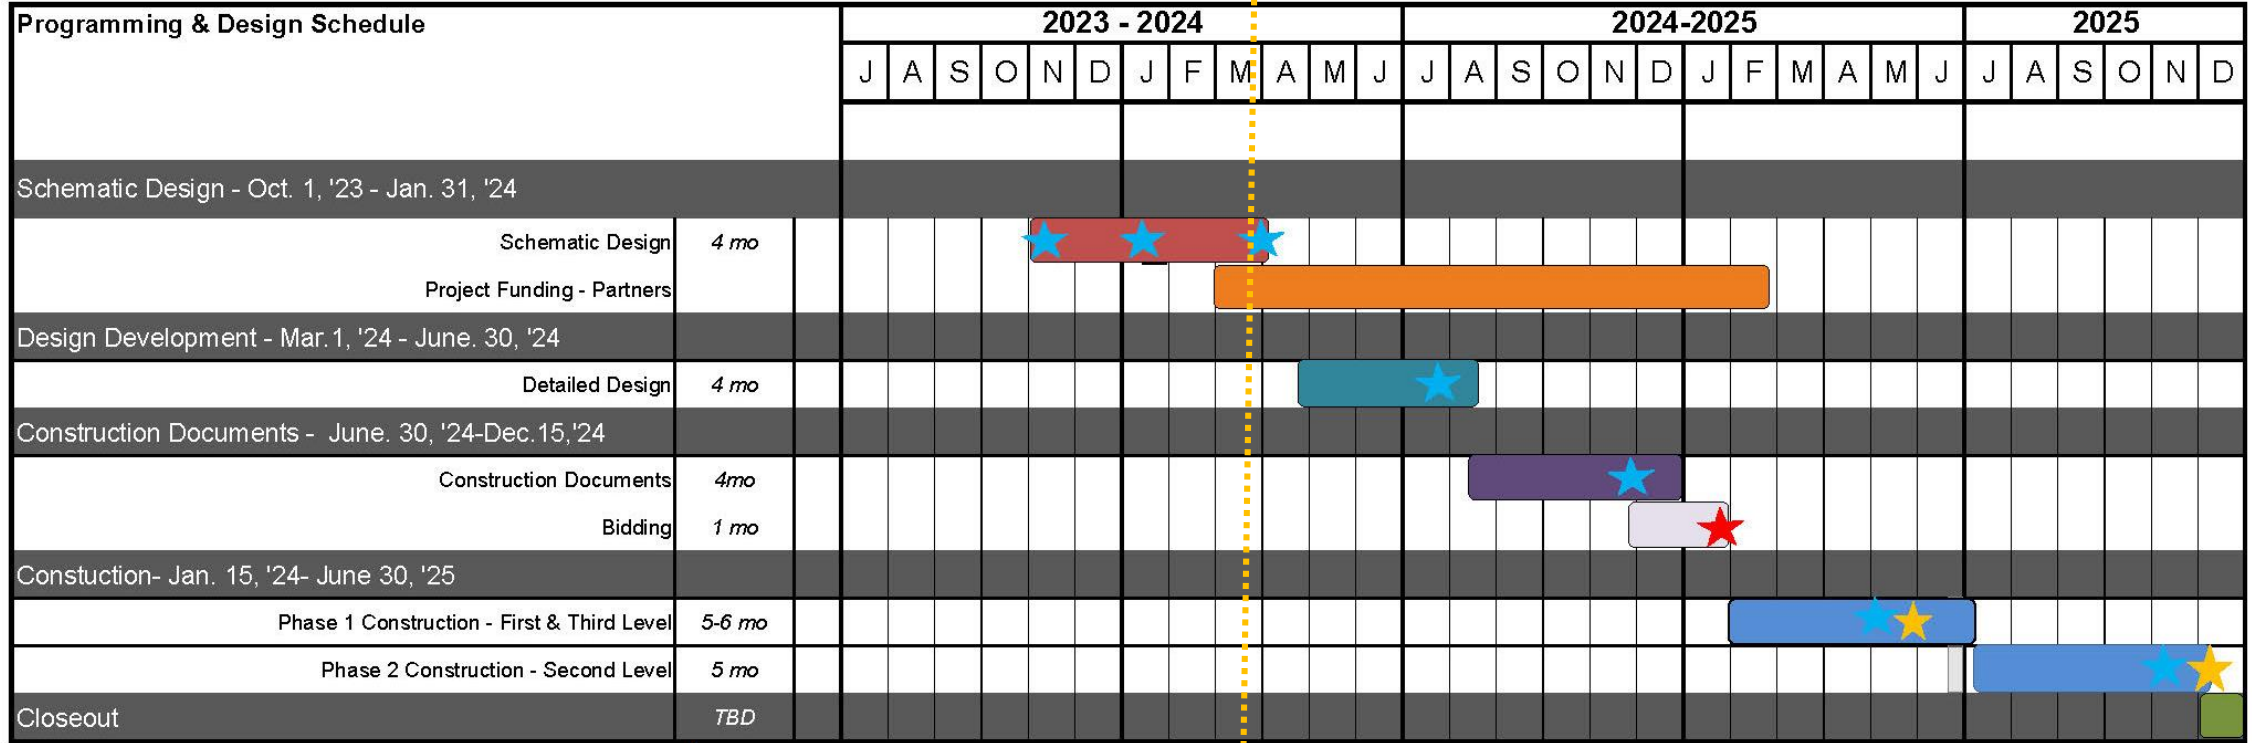 Programming & Design Schedule
2023 - 2024 2024-2025 2025
J A S O N D J F M A M J J A S O N D J F M A M J J A S O N D
Schematic Design - Oct. 1, '23 - Jan. 31, '24
Schematic Design 4 mo
Project Funding - Partners
Design Development - Mar.1, '24 - June. 30, '24
Detailed Design 4 mo
Construction Documents -  June. 30, '24-Dec.15,'24
Construction Documents 4mo
Bidding 1 mo
Constuction- Jan. 15, '24- June 30, '25
Phase 1 Construction - First & Third Level 5-6 mo
Phase 2 Construction - Second Level 5 mo
Closeout TBD